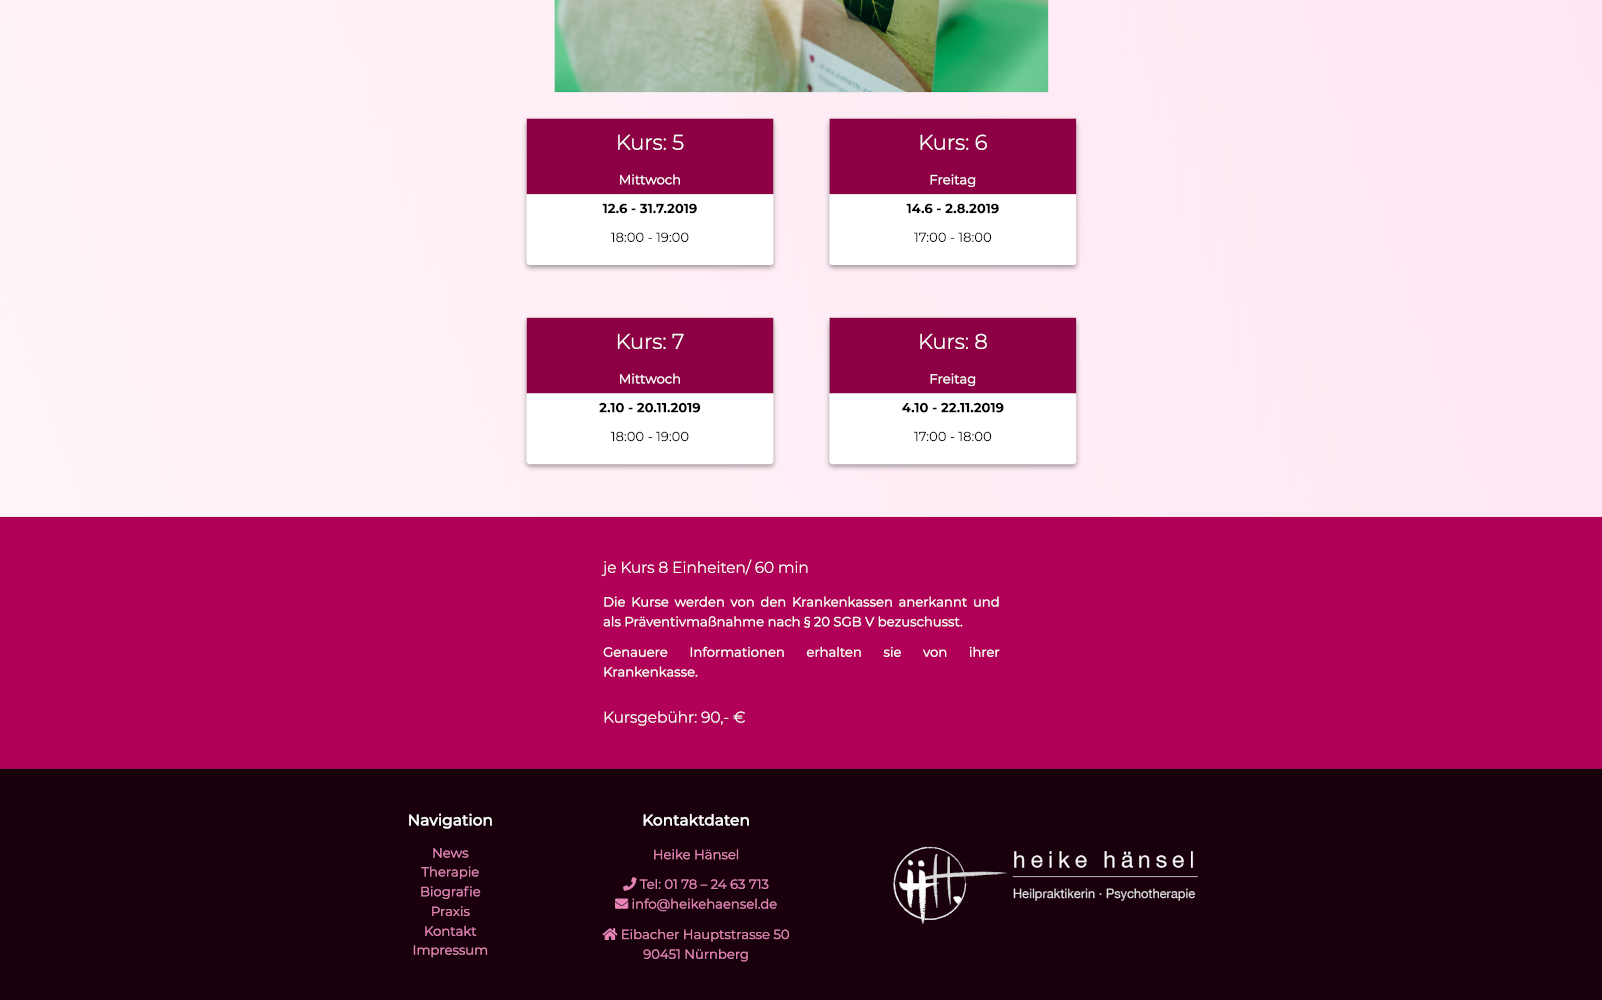 Kurs: 5
Mittwoch
12.6 - 31.7.2019
18:00 - 19:00
Kurs: 6
Freitag
14.6 - 2.8.2019
17:00 - 18:00
Kurs: 7
Mittwoch
2.10 - 20.11.2019
18:00 - 19:00
Kurs: 8
Freitag
4.10 - 22.11.2019
17:00 - 18:00
je Kurs 8 Einheiten/ 60 min
Die Kurse werden von den Krankenkassen anerkannt und
als Präventivmaßnahme nach § 20 SGB V bezuschusst.
Genauere Informationen erhalten sie von ihrer
Krankenkasse.
Kursgebühr: 90,- €
Navigation
News
Therapie
Biografie
Praxis
Kontakt
Impressum
Kontaktdaten
Heike Hänsel
Tel: 01 78 – 24 63 713
info@heikehaensel.de
Eibacher Hauptstrasse 50
90451 Nürnberg
heike hänsel
Heilpraktikerin · Psychotherapie